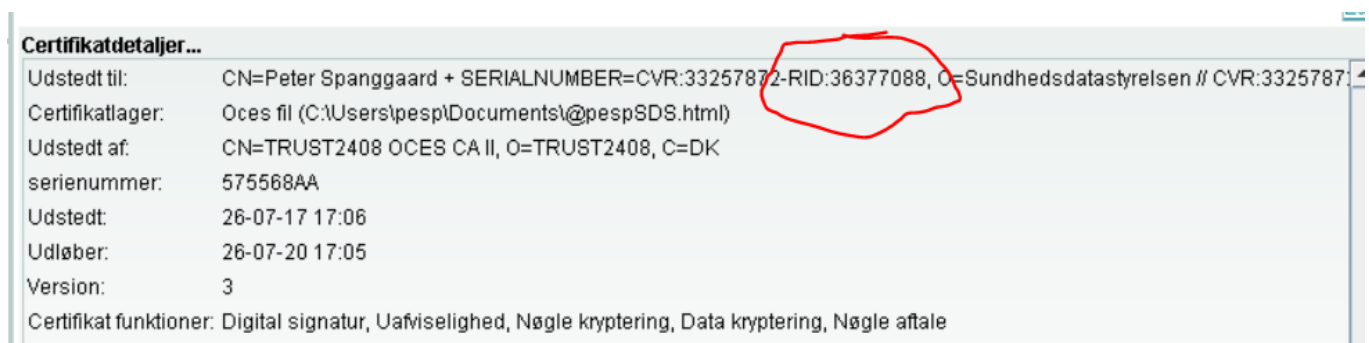 Certifikatdetaljer...
Udstedt til: CN=Peter Spanggaard + SERIALNUMBER=CVR:33257872-RID:36377088, O=Sundhedsdatastyrelsen // CVR:3325787
Certifikatlager: Oces fil (C:\Users\pesp\Documents\@pespSDS.html)
Udstedt af: CN=TRUST2408 OCES CA II, O=TRUST2408, C=DK
serienummer: 575568AA
Udstedt: 26-07-17 17:06
Udløber: 26-07-20 17:05
Version: 3
Certifikat funktioner: Digital signatur, Uafviselighed, Nøgle kryptering, Data kryptering, Nøgle aftale